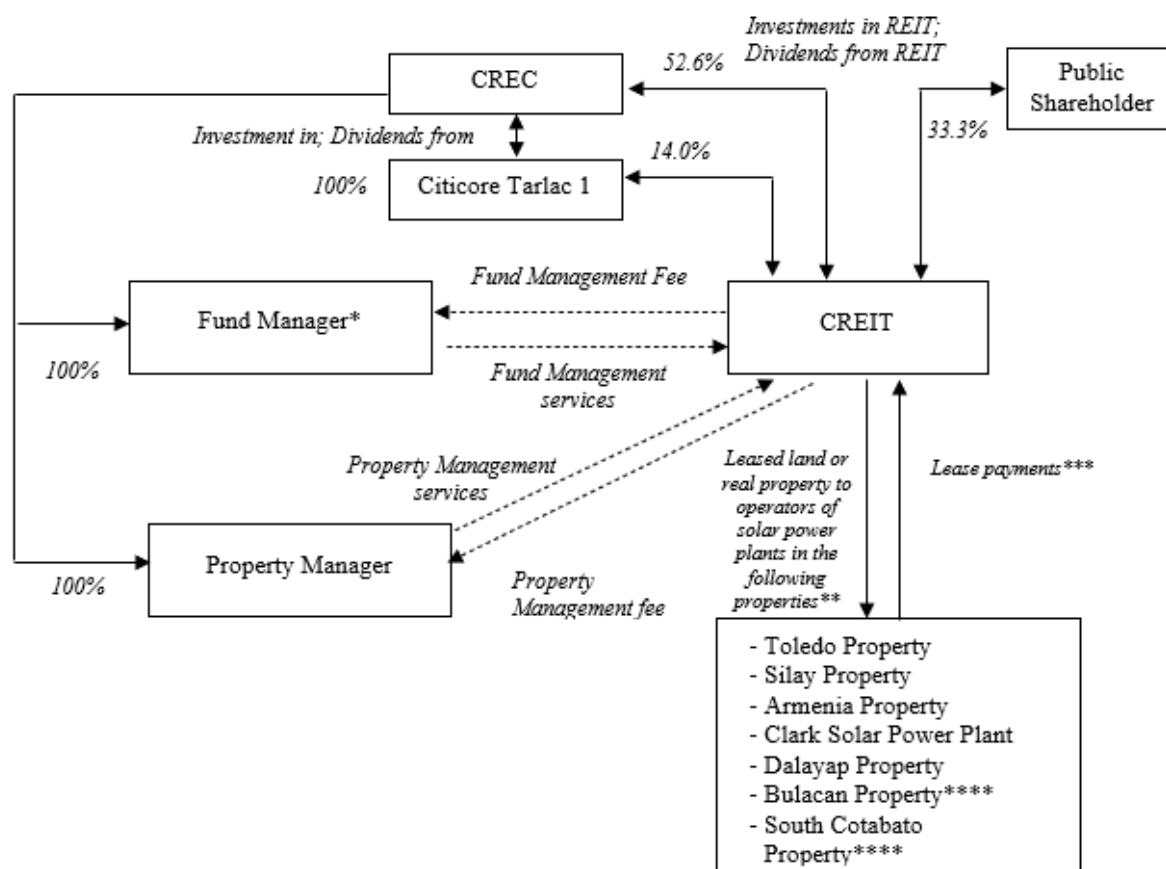 Investments in REIT;
Dividends from REIT
52.6%
CREC
Public
Shareholder
Investment in; Dividends from
14.0%
33.3%
100%
Citicore Tarlac 1
Fund Management Fee
Fund Manager*
CREIT
100%
Fund Management
services
Property Management
services
Leased land or
real property to
operators of
solar power
plants in the
following
properties**
Lease payments***
100%
Property Manager
Property
Management fee
- Toledo Property
- Silay Property
- Armenia Property
- Clark Solar Power Plant
- Dalayap Property
- Bulacan Property****
- South Cotabato
Property****